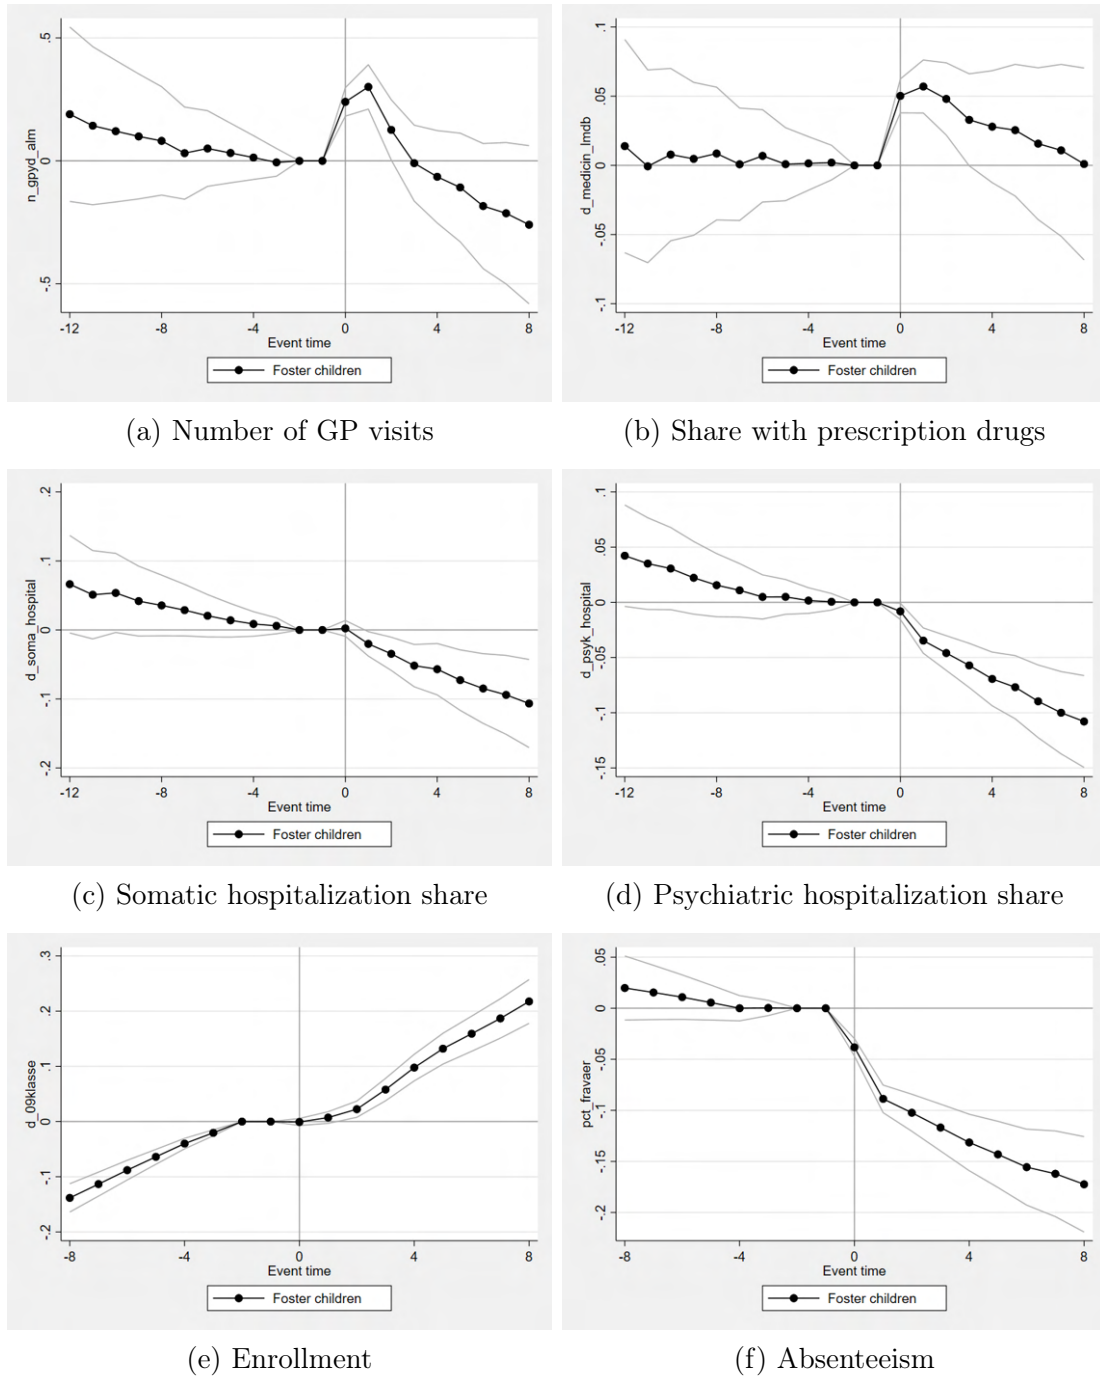 n_gpyd_alm
.5
0
-.5
-12 -8 -4 0 4 8
Event time
Foster children
(a) Number of GP visits
d_medicin_lmdb
.1
.05
0
-.05
-.1
-12 -8 -4 0 4 8
Event time
Foster children
(b) Share with prescription drugs
d_soma_hospital
.2
.1
0
-.1
-.2
-12 -8 -4 0 4 8
Event time
Foster children
(c) Somatic hospitalization share
d_psyk_hospital
.1
.05
0
-.05
-.1
-.15
-12 -8 -4 0 4 8
Event time
Foster children
(d) Psychiatric hospitalization share
d_09klasse
.3
.2
.1
0
-.1
-.2
-8 -4 0 4 8
Event time
Foster children
(e) Enrollment
pct_fravaer
.05
0
-.05
-.1
-.15
-.2
-8 -4 0 4 8
Event time
Foster children
(f) Absenteeism